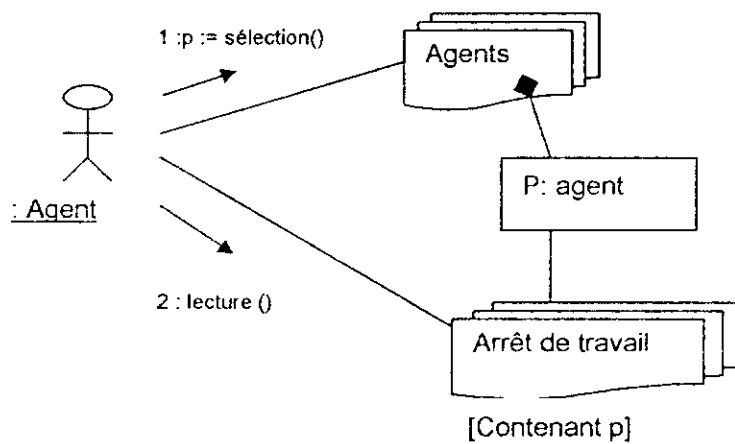 1 :p := sélection()
Agents
P: agent
: Agent
2 : lecture ()
Arrêt de travail
[Contenant p]